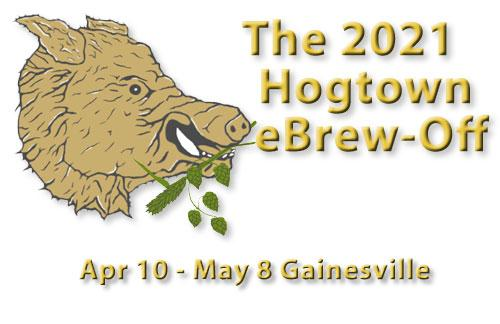 The 2021
Hogtown
eBrew-Off
Apr 10 - May 8 Gainesville